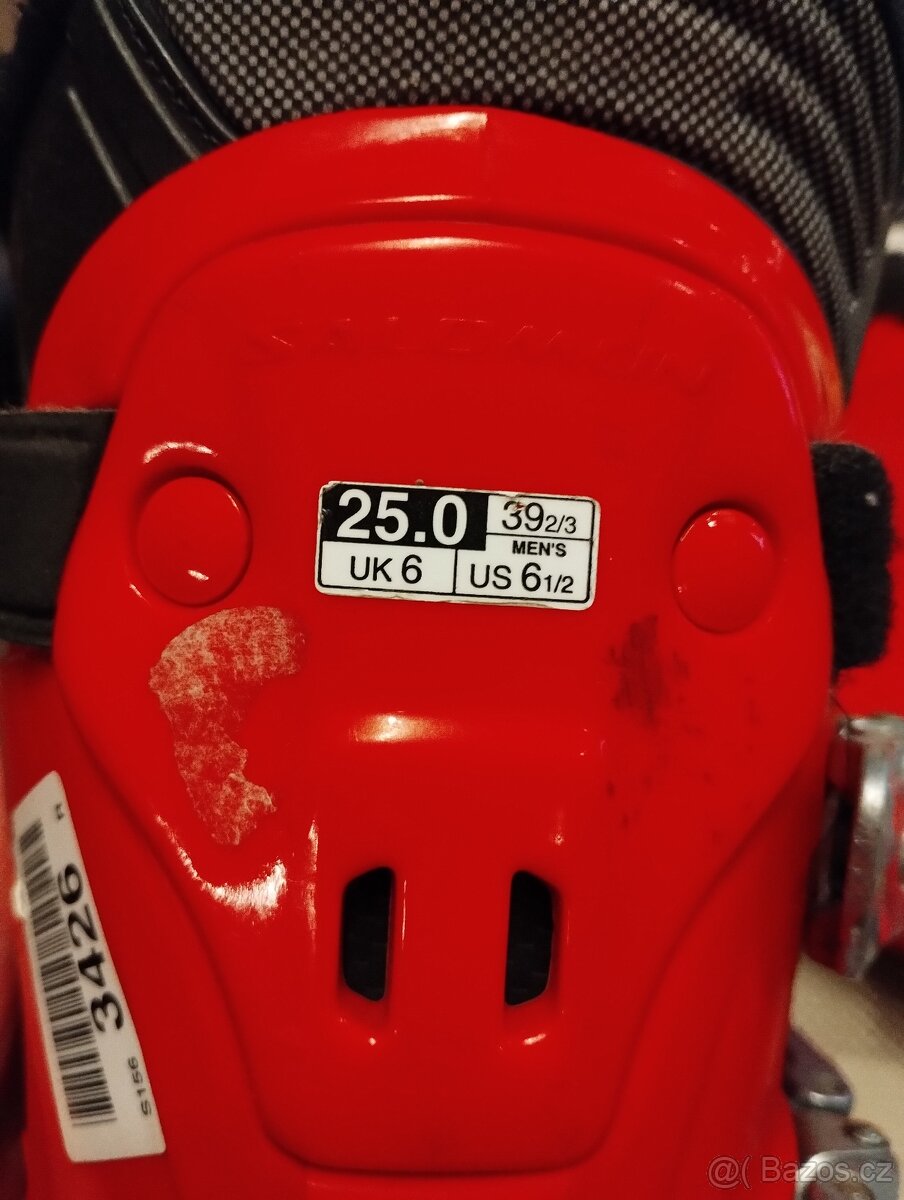 25.0
39 2/3
MEN'S
UK 6
US 6 1/2
3426
S156
@( Bazos.cz